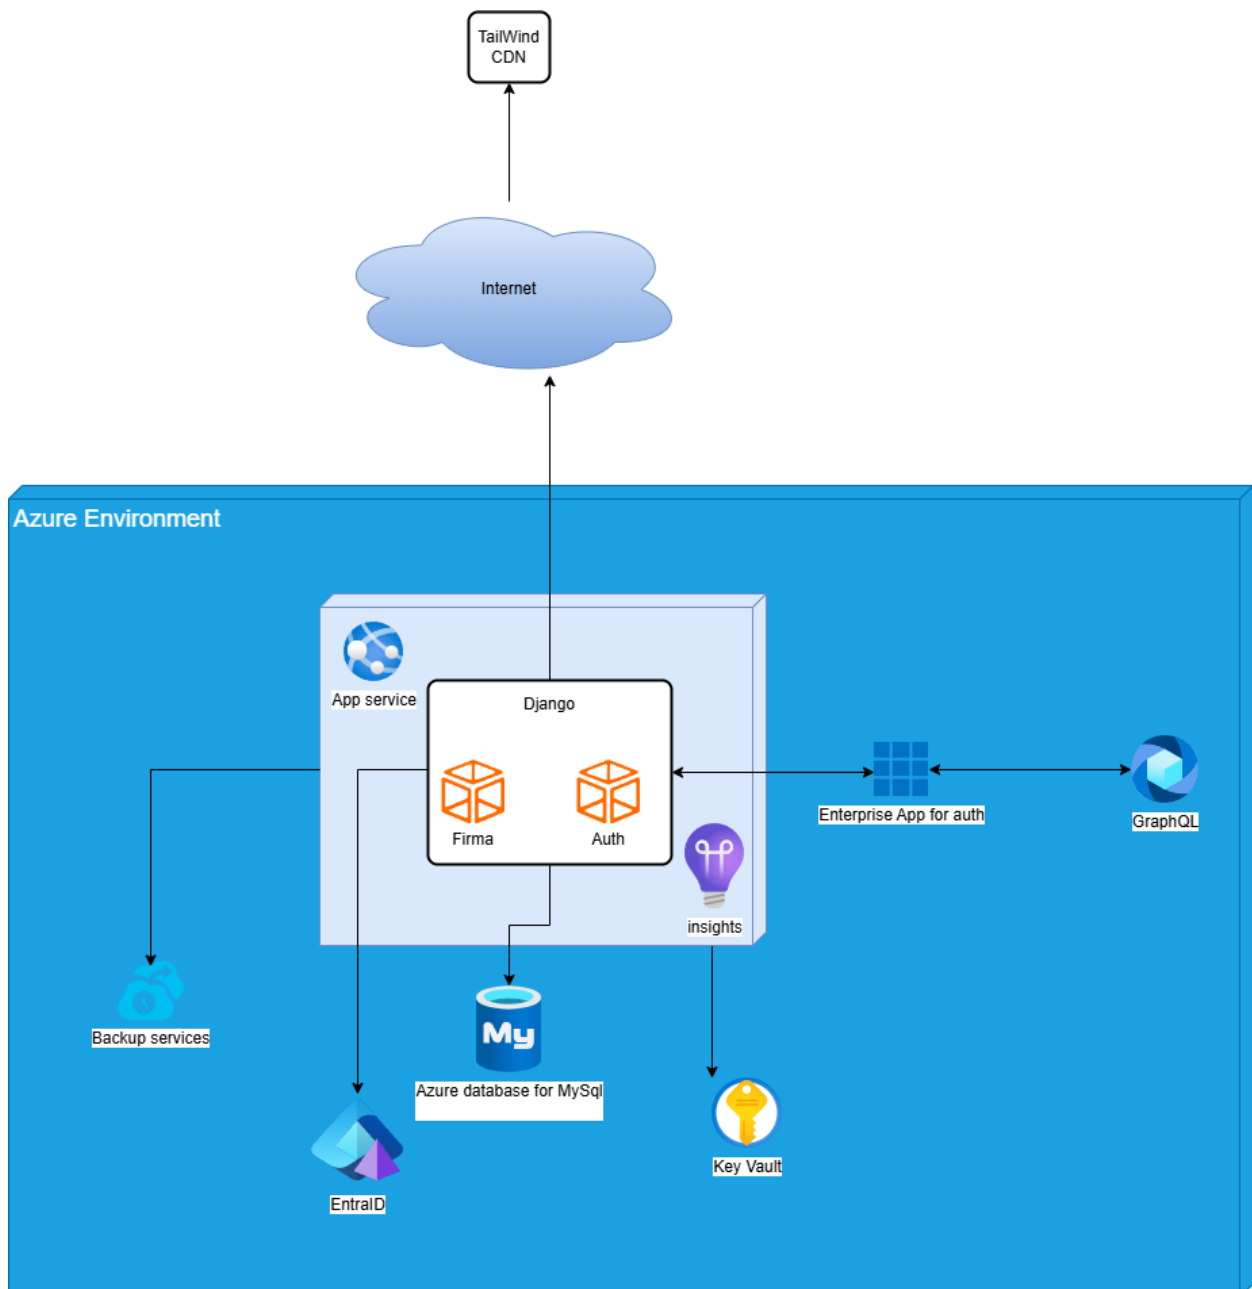 TailWind
CDN
Internet
Azure Environment
App service
Django
Firma
Auth
insights
Enterprise App for auth
GraphQL
Backup services
My
Azure database for MySql
EntraID
Key Vault